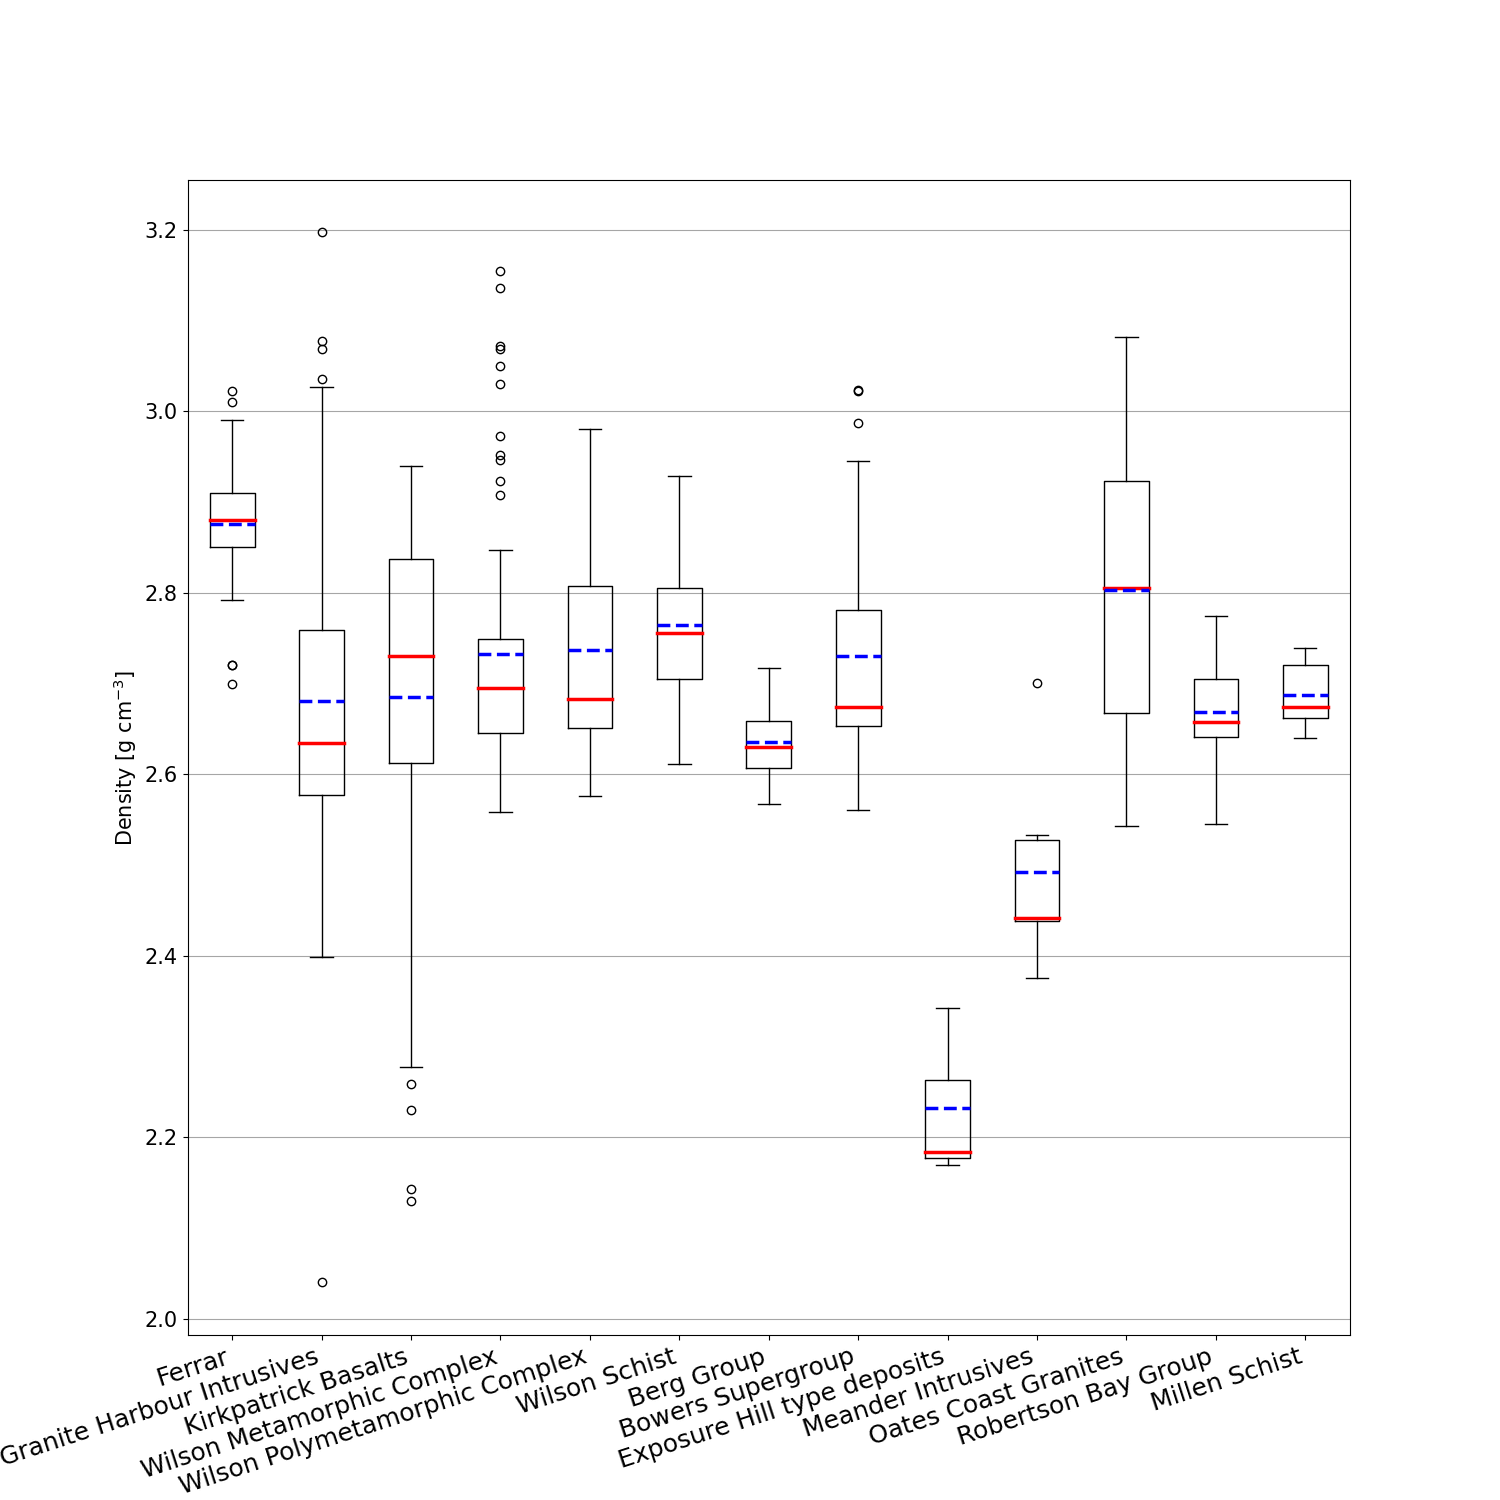 3.2
3.0
2.8
2.6
2.4
2.2
2.0
Density [g cm⁻³]
Ferrar
Granite Harbour Intrusives
Kirkpatrick Basalts
Wilson Metamorphic Complex
Wilson Polymetamorphic Complex
Wilson Schist
Berg Group
Bowers Supergroup
Exposure Hill type deposits
Meander Intrusives
Oates Coast Granites
Robertson Bay Group
Millen Schist